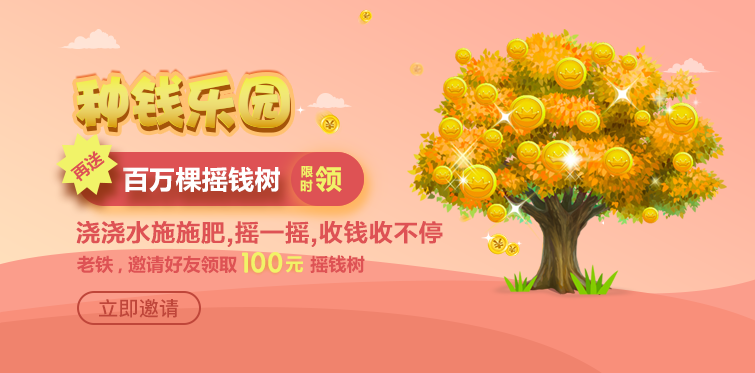 种钱乐园
再送
百万棵摇钱树 限时领
浇浇水施施肥,摇一摇,收钱收不停
老铁，邀请好友领取100元 摇钱树
立即邀请